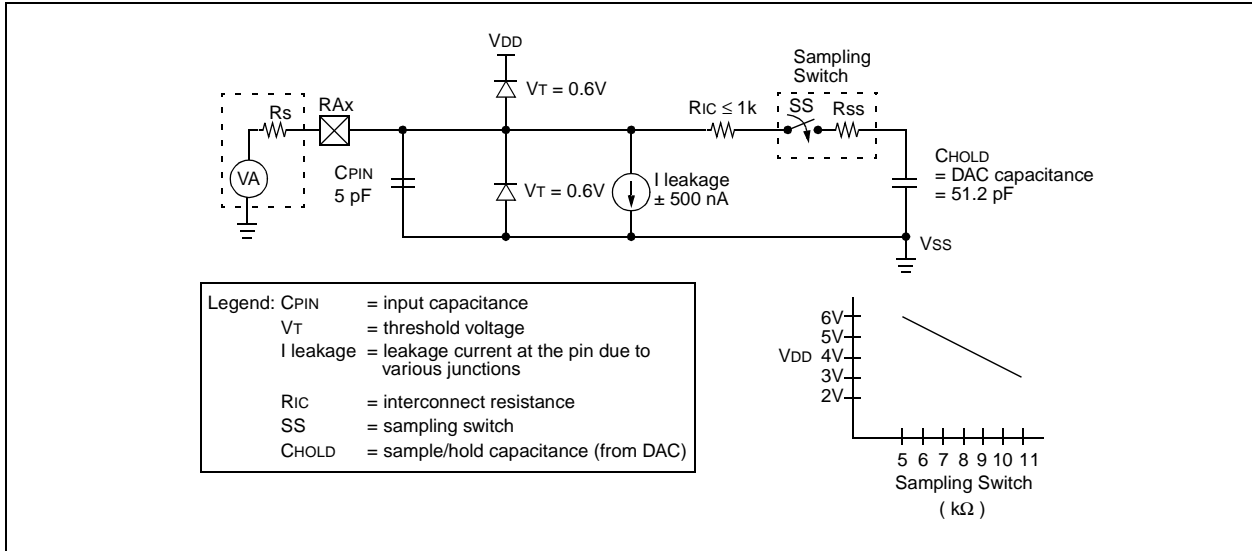 VDD
Sampling
Switch
VT = 0.6V
Rs
RAx
RIC ≤ 1k
SS
RSS
VA
CPIN
5 pF
VT = 0.6V
I leakage
± 500 nA
CHOLD
= DAC capacitance
= 51.2 pF
VSS
Legend: CPIN = input capacitance
VT = threshold voltage
I leakage = leakage current at the pin due to
various junctions
RIC = interconnect resistance
SS = sampling switch
CHOLD = sample/hold capacitance (from DAC)
6V
5V
VDD 4V
3V
2V
5 6 7 8 9 10 11
Sampling Switch
( kΩ )